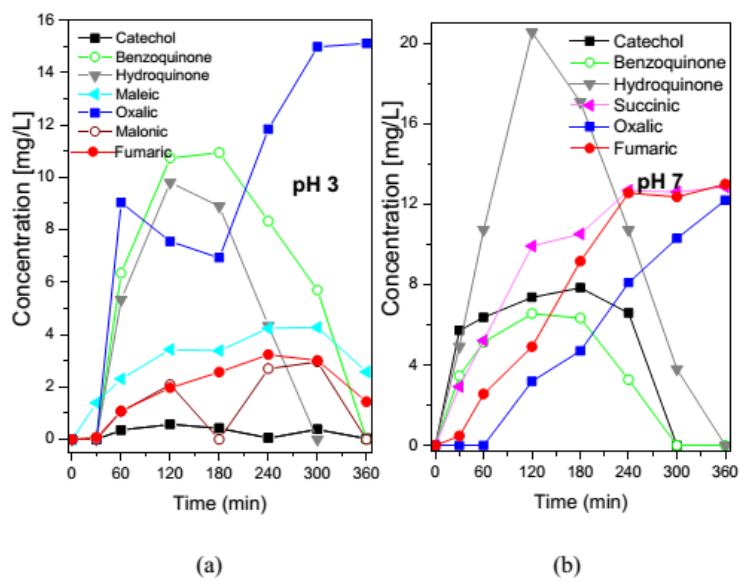 16
14
12
10
8
6
4
2
0
Concentration [mg/L]
Catechol
Benzoquinone
Hydroquinone
Maleic
Oxalic
Malonic
Fumaric
pH 3
0 60 120 180 240 300 360
Time (min)
(a)
20
16
12
8
4
0
Concentration [mg/L]
Catechol
Benzoquinone
Hydroquinone
Succinic
Oxalic
Fumaric
pH 7
0 60 120 180 240 300 360
Time (min)
(b)